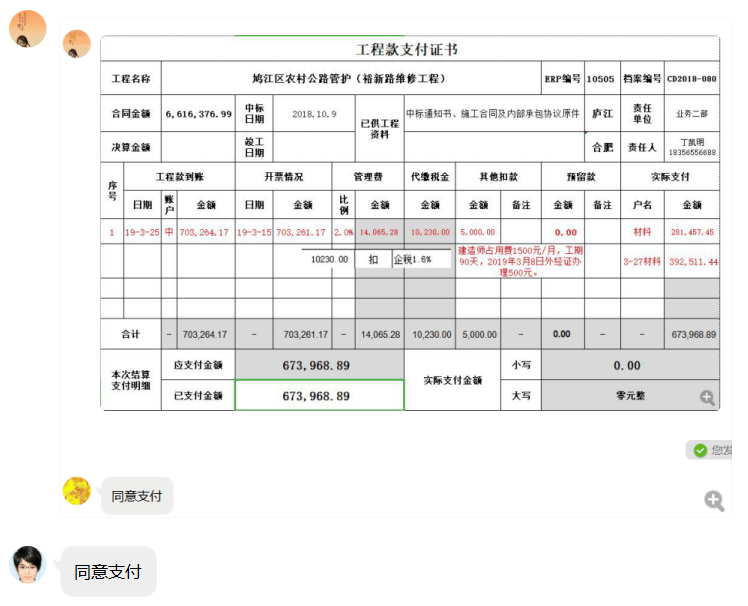 工程款支付证书
工程名称 鸠江区农村公路管护（裕新路维修工程） ERP编号 10505 档案编号 CD2018-080
合同金额 6,616,376.99 中标日期 2018.10.9 已供工程资料 中标通知书、施工合同及内部承包协议原件 庐江 责任单位 业务二部
决算金额 竣工日期 合肥 责任人 丁凯明 18356556688
序号 工程款到账 开票情况 管理费 代缴税金 其他扣款 预留款 实际支付
日期 账户 金额 日期 金额 比例 金额 金额 金额 备注 金额 备注 户名 金额
1 19-3-25 中 703,264.17 19-3-15 703,261.17 2.0% 14,065.28 10,230.00 5,000.00 0.00 材料 281,457.45
10230.00 扣 企税1.6% 建造师占用费1500元/月，工期90天，2019年3月8日外经证办理500元。 3-27材料 392,511.44
合计 - 703,264.17 - 703,261.17 - 14,065.28 10,230.00 5,000.00 - 0.00 - - 673,968.89
本次结算支付明细 应支付金额 673,968.89 实际支付金额 小写 0.00
已支付金额 673,968.89 大写 零元整
您发
同意支付
同意支付